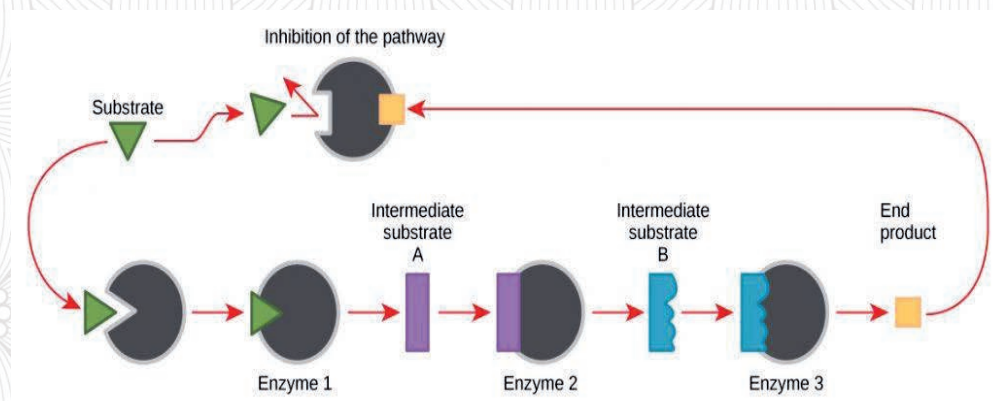 Inhibition of the pathway
Substrate
Intermediate
substrate
A
Intermediate
substrate
B
End
product
Enzyme 1
Enzyme 2
Enzyme 3